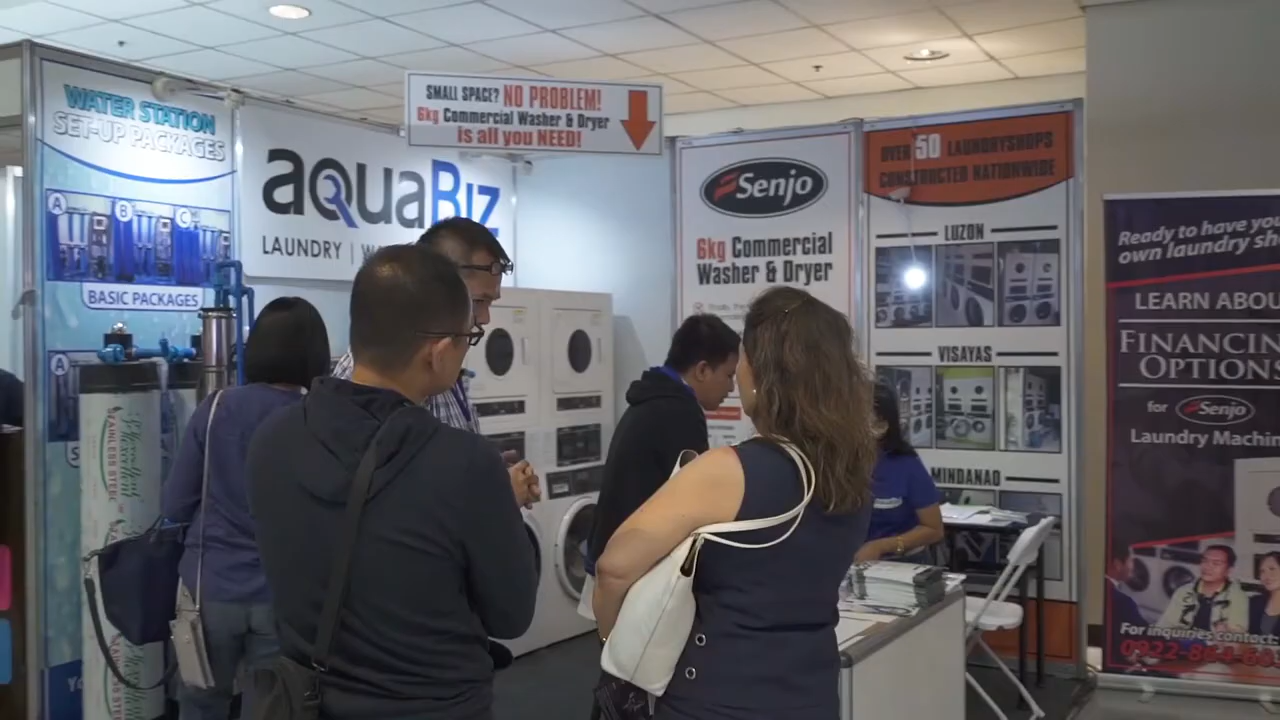 WATER STATION
SET-UP PACKAGES
A B C
BASIC PACKAGES
A
STAINLESS STEEL
aquaBiz
LAUNDRY |
SMALL SPACE? NO PROBLEM!
6kg Commercial Washer & Dryer
is all you NEED!
Senjo
6kg Commercial
Washer & Dryer
OVER 50 LAUNDRYSHOPS
CONSTRUCTED NATIONWIDE
LUZON
VISAYAS
MINDANAO
Ready to have you
own laundry sh
LEARN ABOU
FINANCIN
OPTIONS
for Senjo
Laundry Machin
For inquiries contact